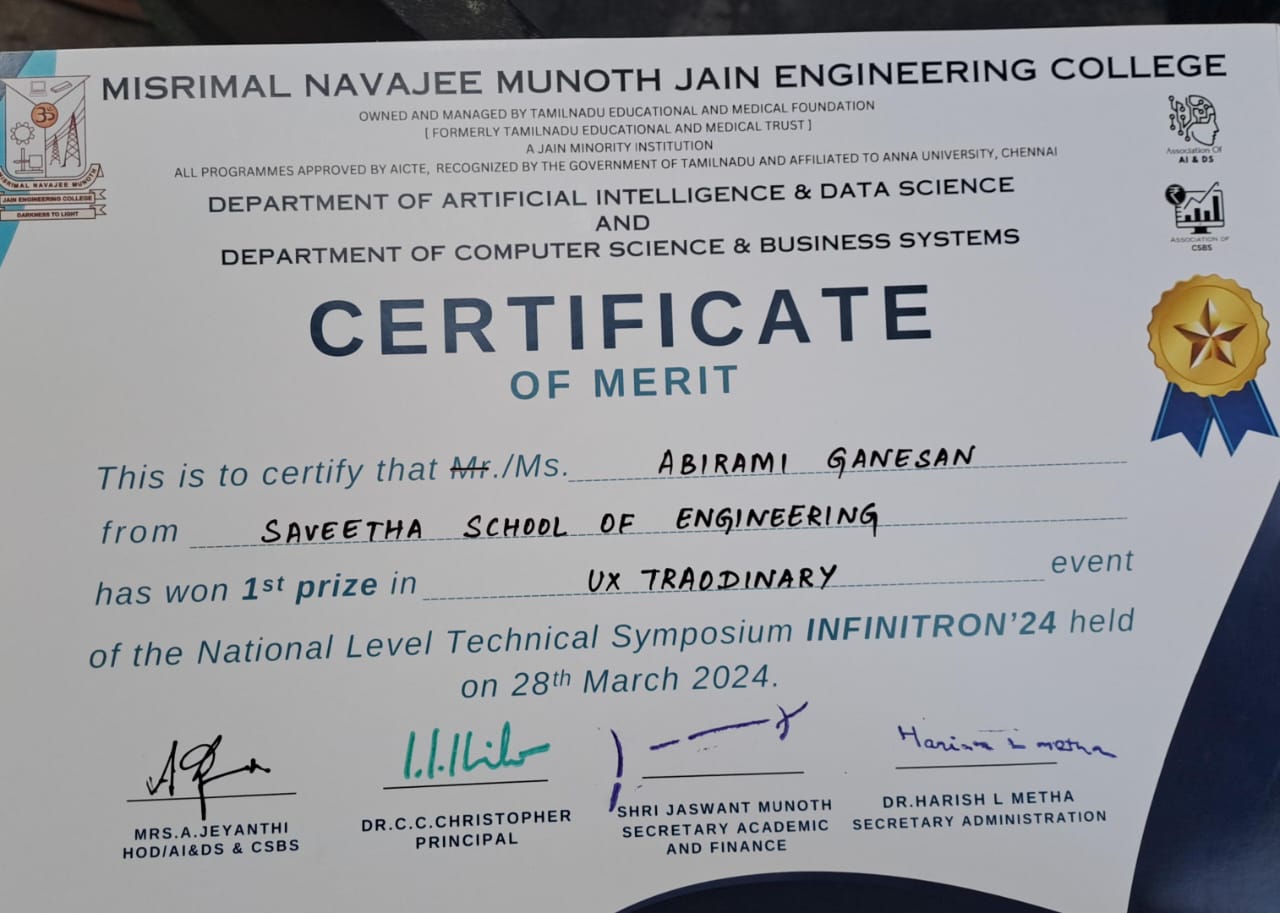 MISRIMAL NAVAJEE MUNOTH JAIN ENGINEERING COLLEGE
OWNED AND MANAGED BY TAMILNADU EDUCATIONAL AND MEDICAL FOUNDATION
[ FORMERLY TAMILNADU EDUCATIONAL AND MEDICAL TRUST ]
A JAIN MINORITY INSTITUTION
ALL PROGRAMMES APPROVED BY AICTE, RECOGNIZED BY THE GOVERNMENT OF TAMILNADU AND AFFILIATED TO ANNA UNIVERSITY, CHENNAI
35
MISRIMAL NAVAJEE MUNOTH
JAIN ENGINEERING COLLEGE
DARKNESS TO LIGHT
Association Of
AI & DS
₹
ASSOCIATION OF
CSBS
DEPARTMENT OF ARTIFICIAL INTELLIGENCE & DATA SCIENCE
AND
DEPARTMENT OF COMPUTER SCIENCE & BUSINESS SYSTEMS
CERTIFICATE
OF MERIT
This is to certify that Mr./Ms. ABIRAMI GANESAN
from SAVEETHA SCHOOL OF ENGINEERING
has won 1st prize in UX TRAODINARY event
of the National Level Technical Symposium INFINITRON'24 held
on 28th March 2024.
Harish L metha
MRS.A.JEYANTHI
HOD/AI&DS & CSBS
DR.C.C.CHRISTOPHER
PRINCIPAL
SHRI JASWANT MUNOTH
SECRETARY ACADEMIC
AND FINANCE
DR.HARISH L METHA
SECRETARY ADMINISTRATION